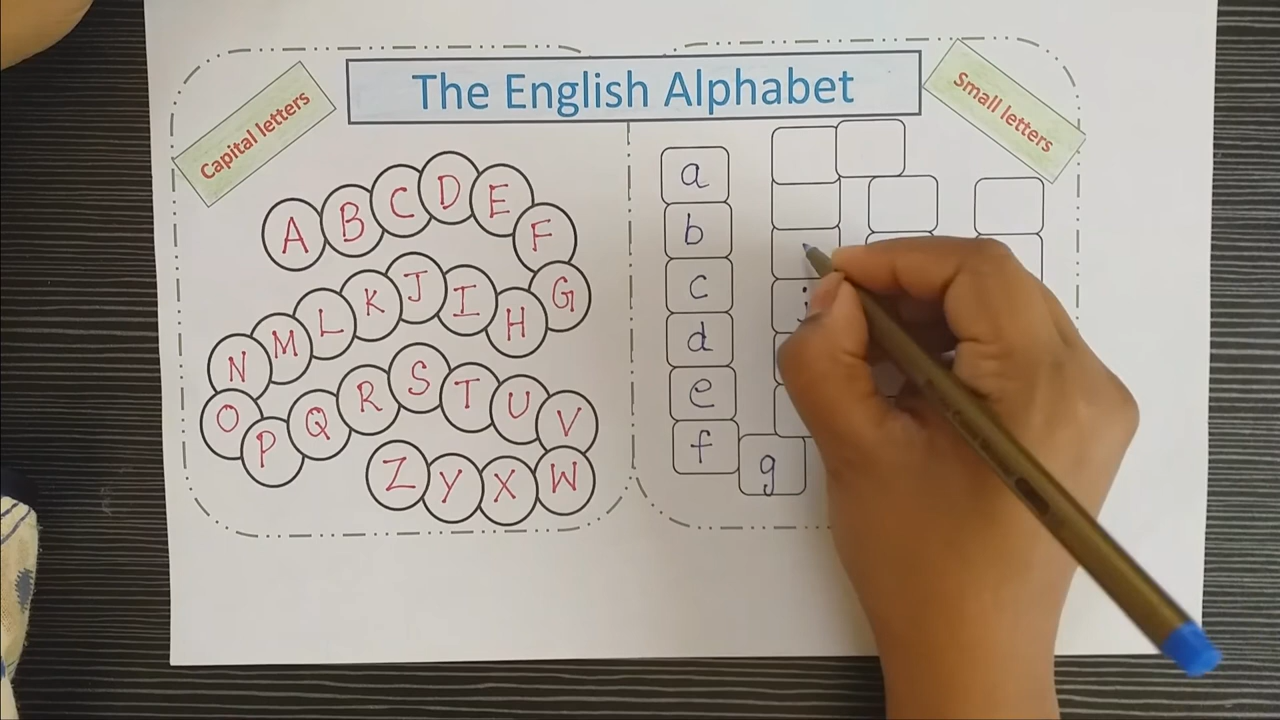 The English Alphabet
Capital letters
Small letters
A B C D E F
N M L K J I H G
O P Q R S T U V
Z Y X W
a
b
c
d
e
f
g
j